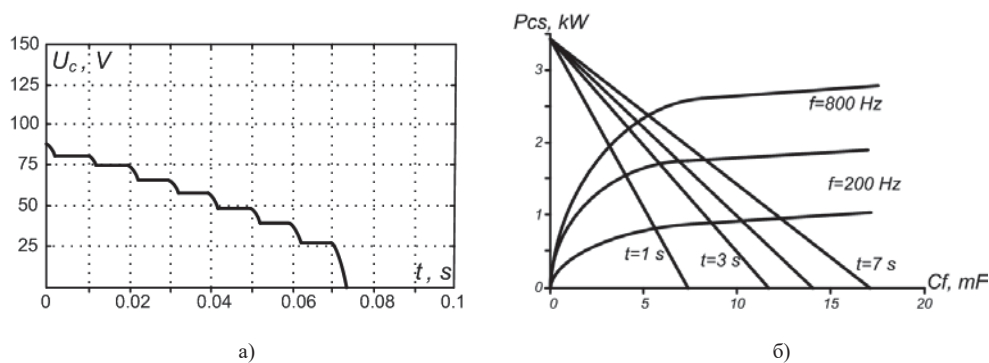 150
125
100
75
50
25
U_c, V
t, s
0
0.02
0.04
0.06
0.08
0.1
а)
Pcs, kW
3
2
1
0
f=800 Hz
f=200 Hz
t=1 s
t=3 s
t=7 s
Cf, mF
0
5
10
15
20
б)